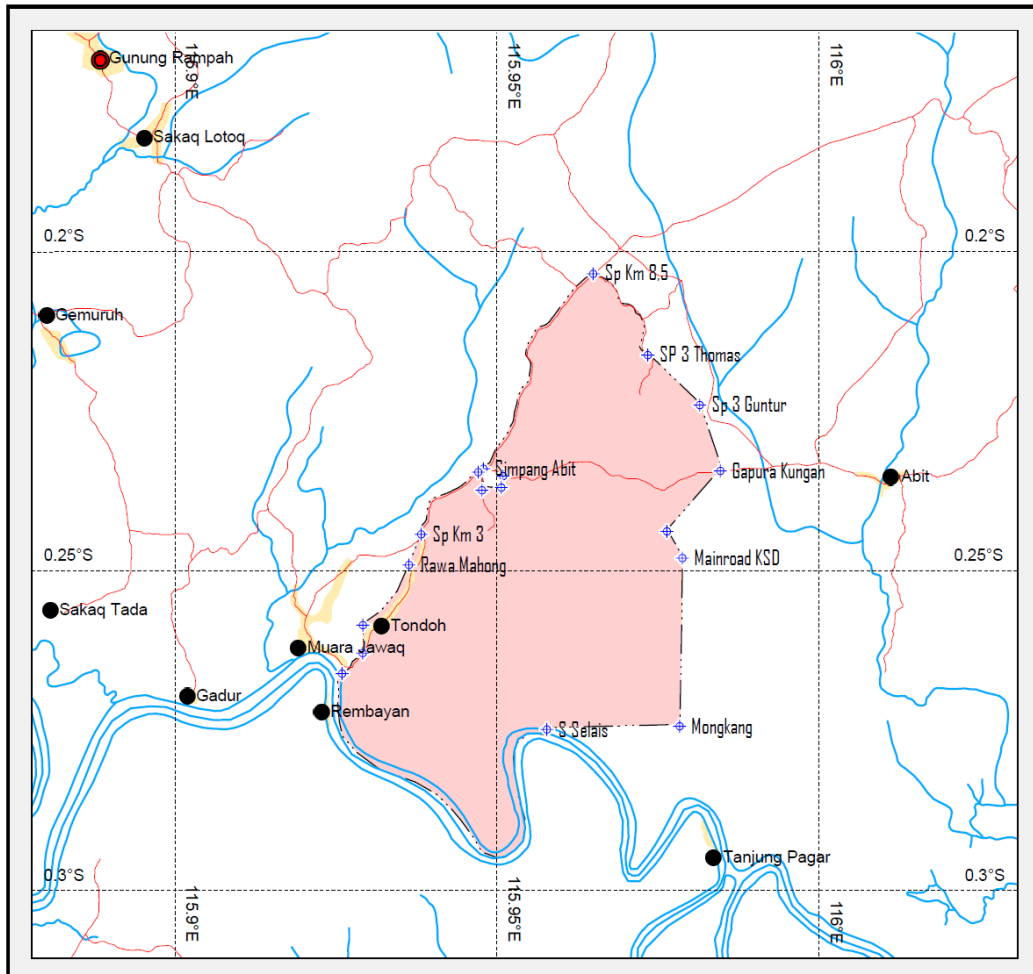 115.9°E
115.95°E
116°E
Gunung Rampah
Sakaq Lotoq
0.2°S
0.2°S
Sp Km 8,5
Gemuruh
SP 3 Thomas
Sp 3 Guntur
Simpang Abit
Gapura Kungan
Abit
Sp Km 3
Mainroad KSD
Rawa Mahong
0.25°S
0.25°S
Sakaq Tada
Tondoh
Muara Jawaq
Gadur
Rembayan
S Selais
Mongkang
Tanjung Pagar
0.3°S
0.3°S
115.9°E
115.95°E
116°E